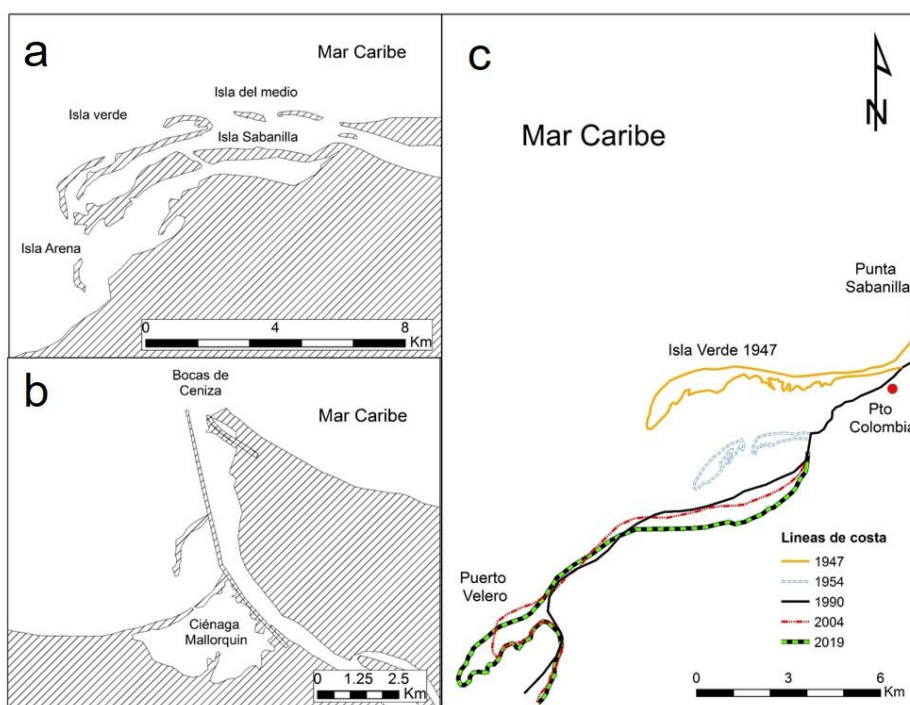 a
Mar Caribe
Isla del medio
Isla verde
Isla Sabanilla
Isla Arena
0 4 8
Km
b
Bocas de
Ceniza
Mar Caribe
Ciénaga
Mallorquin
0 1.25 2.5
Km
c
N
Mar Caribe
Punta
Sabanilla
Isla Verde 1947
Pto
Colombia
Puerto
Velero
Lineas de costa
1947
1954
1990
2004
2019
0 3 6
Km